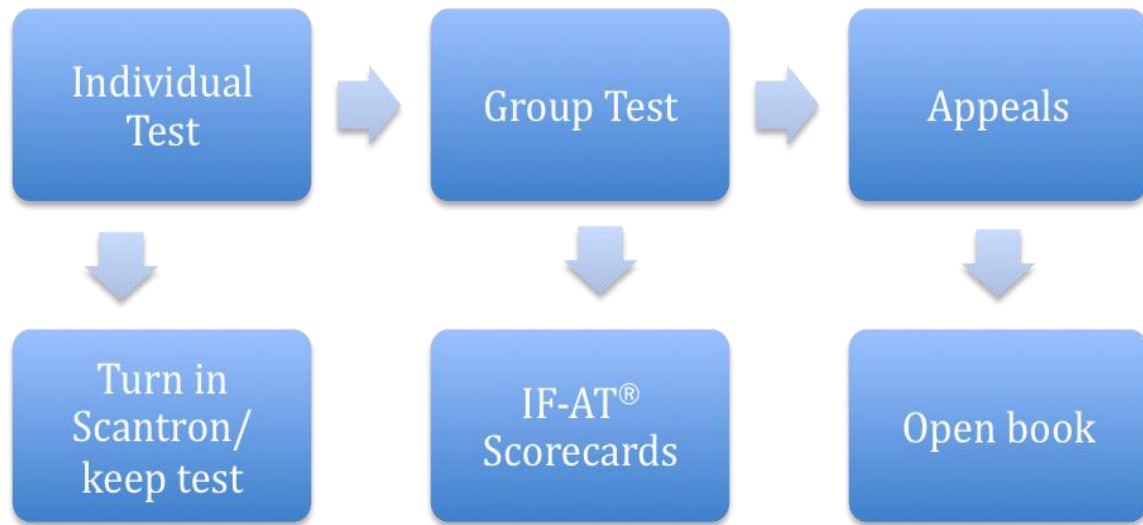 Individual
Test
Group Test
Appeals
Turn in
Scantron/
keep test
IF-AT®
Scorecards
Open book